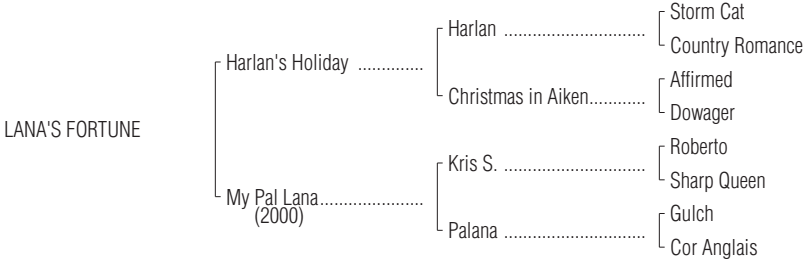 Storm Cat
Harlan ..............................
Country Romance
Harlan's Holiday ..............
Affirmed
Christmas in Aiken............
Dowager
LANA'S FORTUNE
Roberto
Kris S. ..............................
Sharp Queen
My Pal Lana......................
(2000)
Gulch
Palana ..............................
Cor Anglais